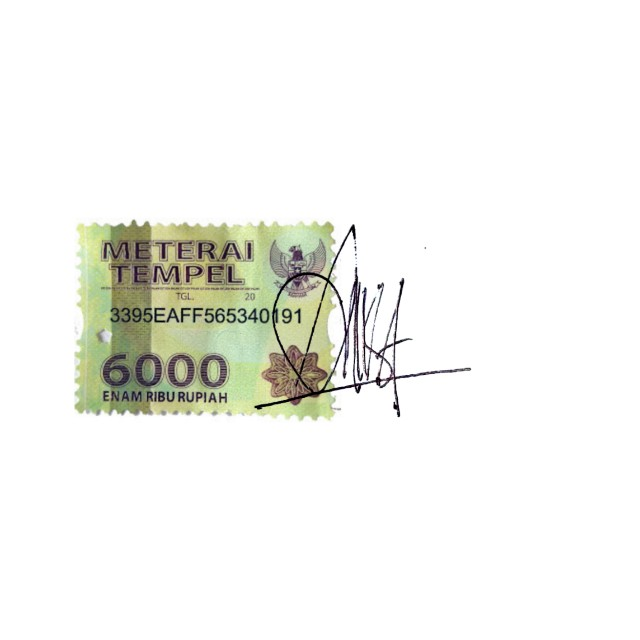 METERAI
TEMPEL
TGL. 20
3395EAFF565340191
6000
ENAM RIBU RUPIAH